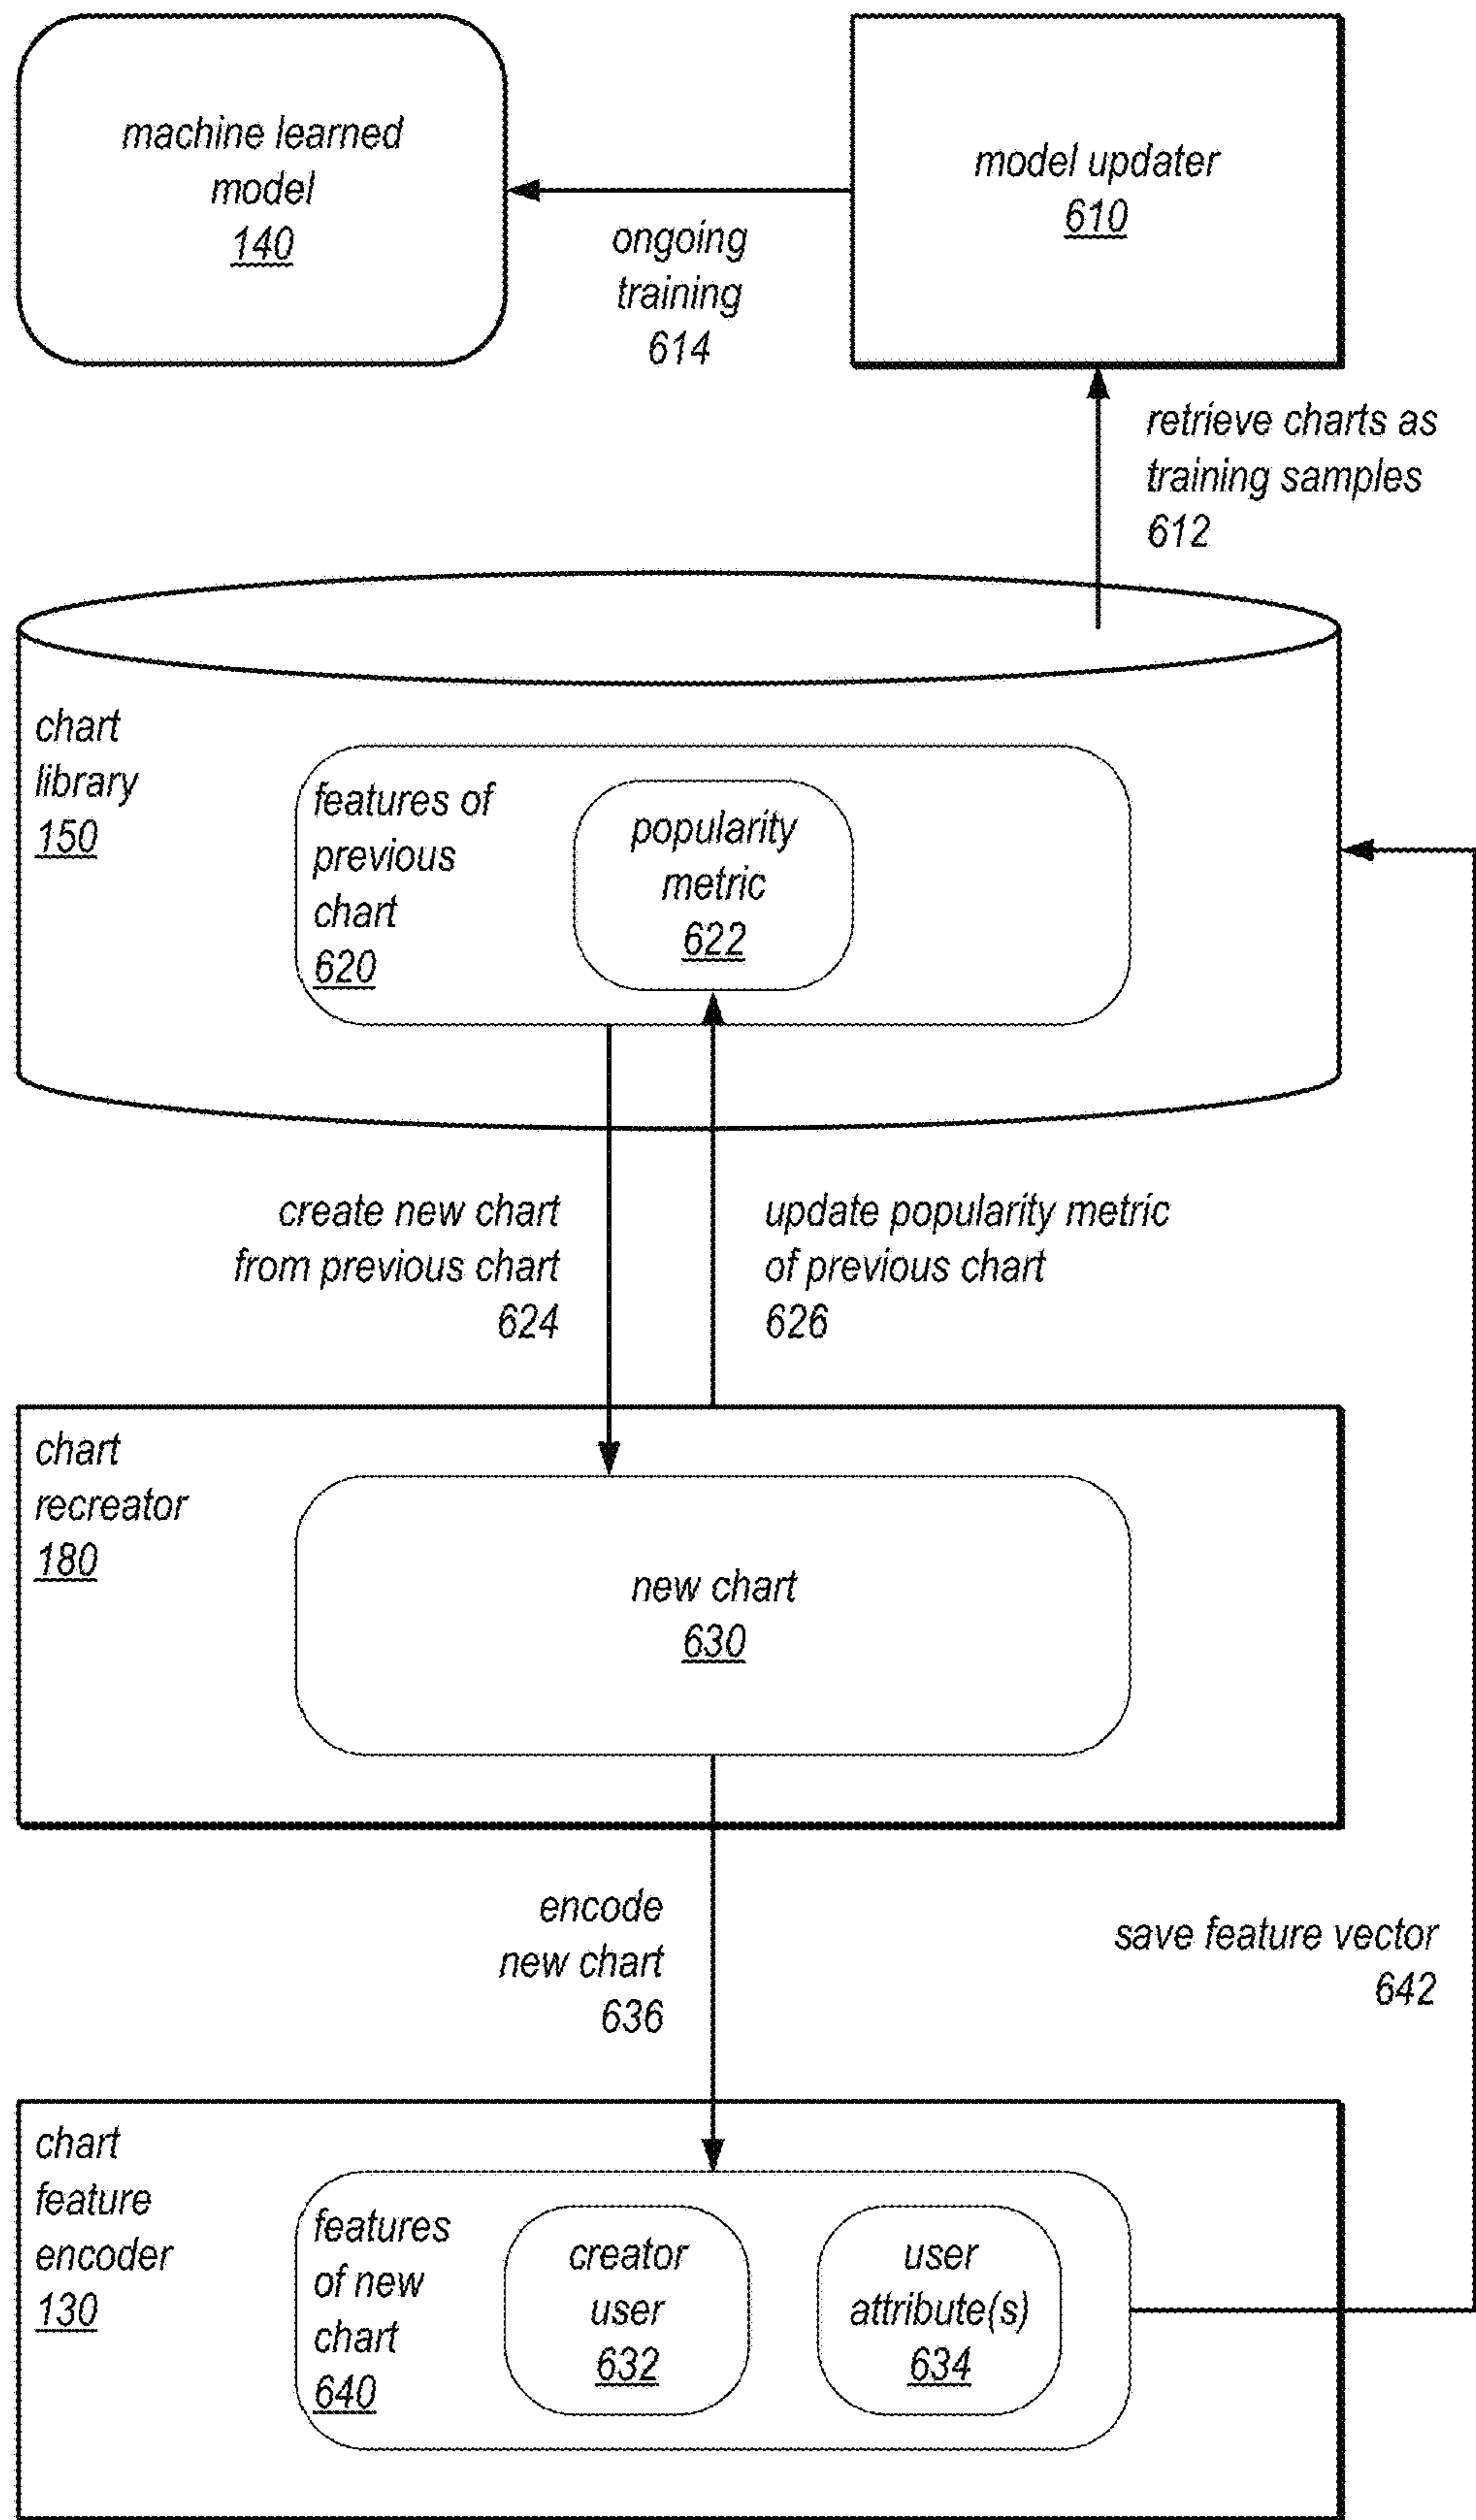 machine learned
model
140
model updater
610
ongoing
training
614
retrieve charts as
training samples
612
chart
library
150
features of
previous
chart
620
popularity
metric
622
create new chart
from previous chart
624
update popularity metric
of previous chart
626
chart
recreator
180
new chart
630
encode
new chart
636
save feature vector
642
chart
feature
encoder
130
features
of new
chart
640
creator
user
632
user
attribute(s)
634